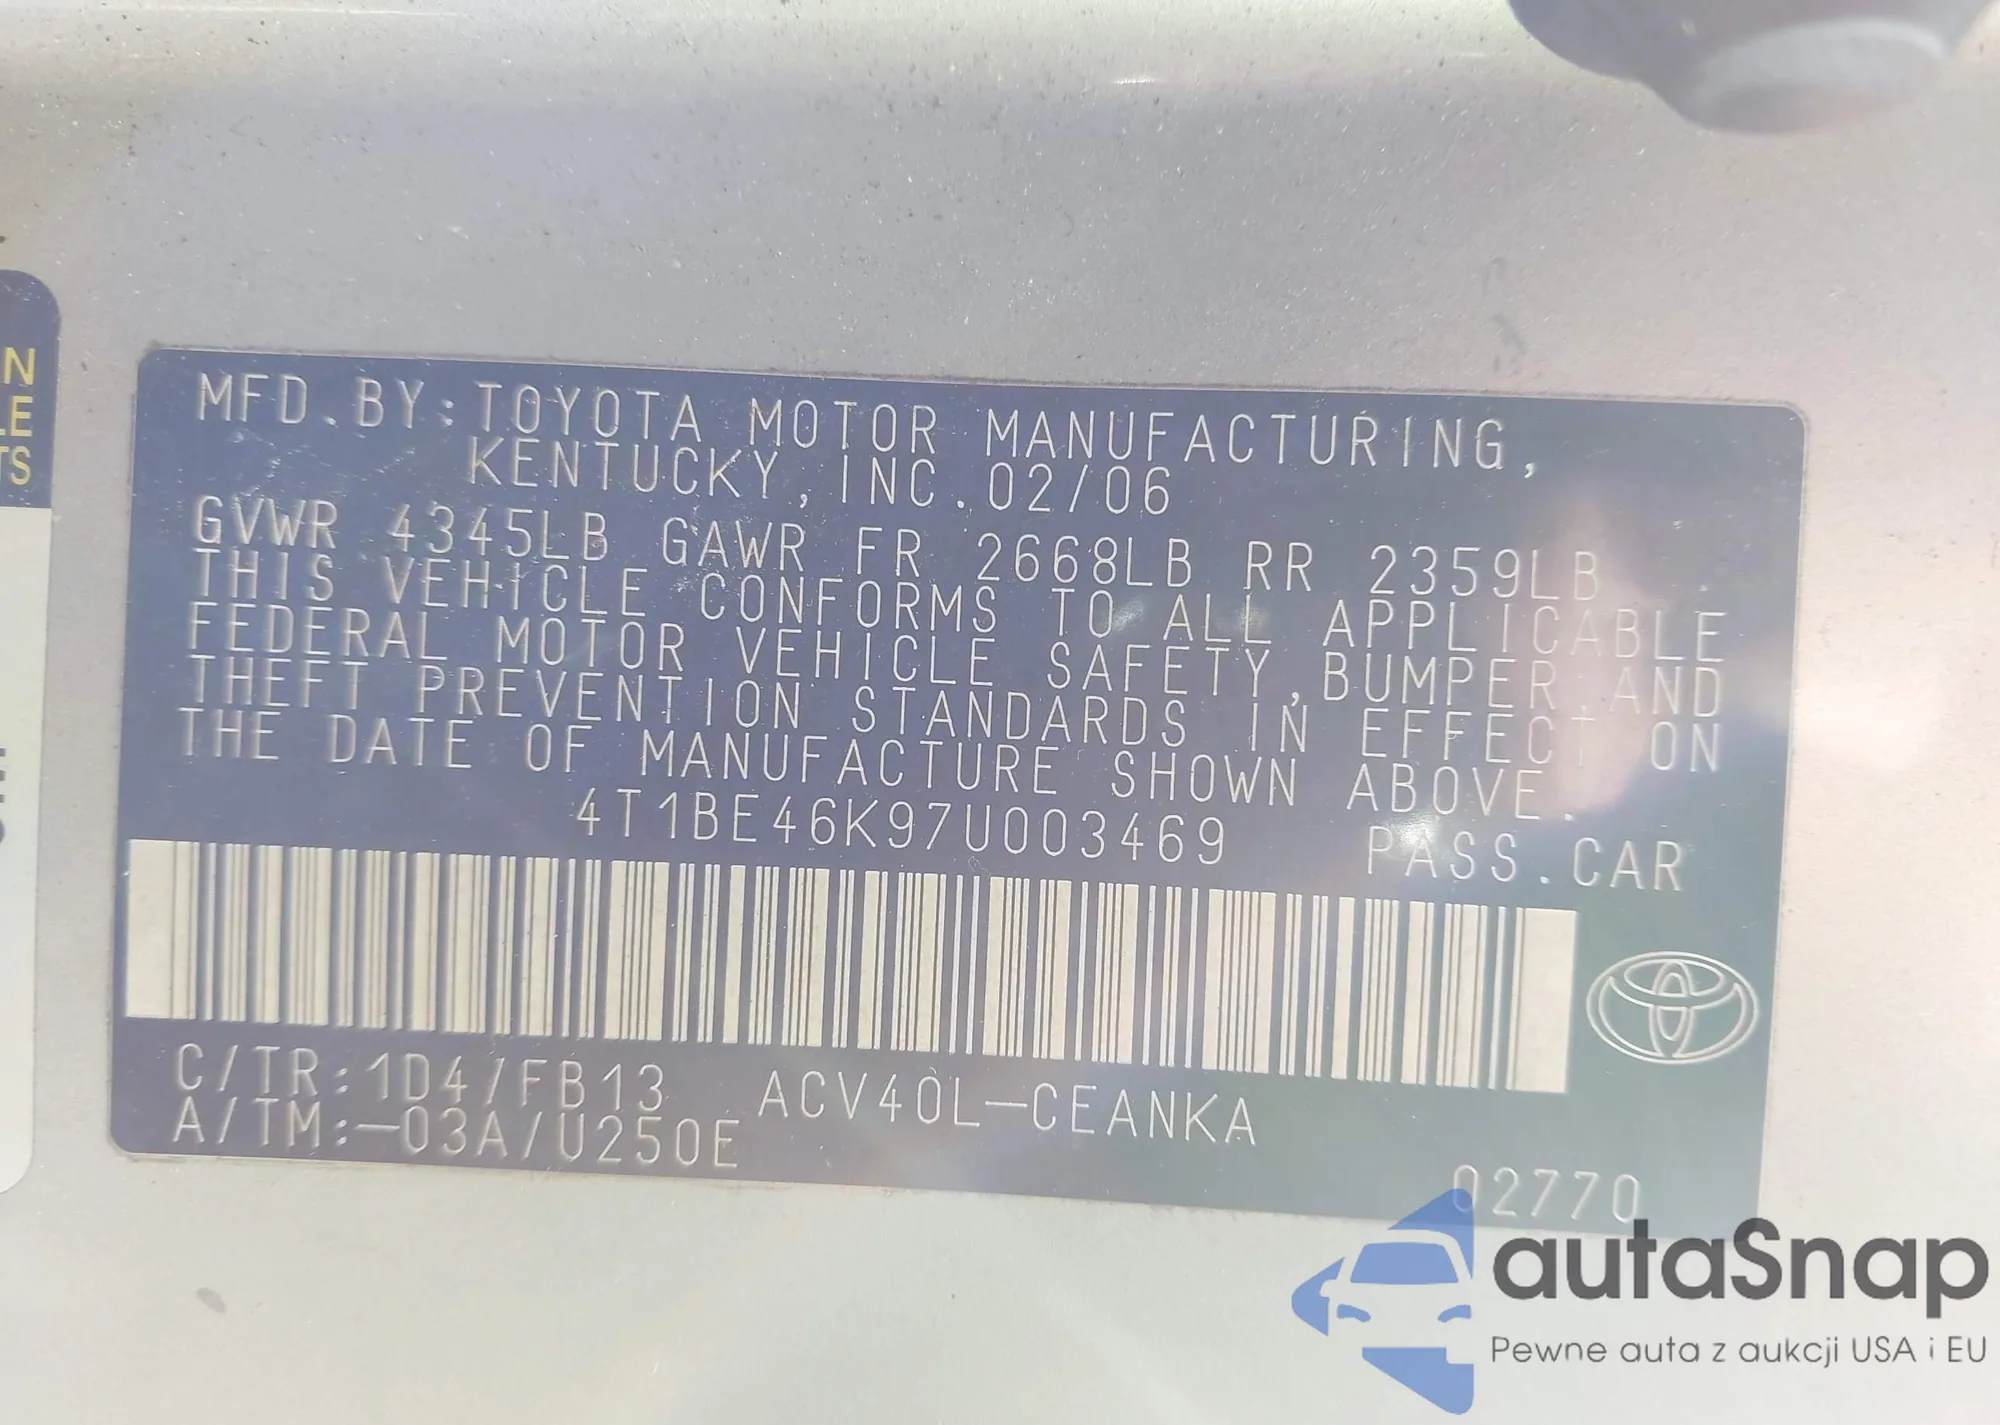 N
LE
TS
MFD.BY:TOYOTA MOTOR MANUFACTURING,
KENTUCKY, INC. 02/06
GVWR 4345LB GAWR FR 2668LB RR 2359LB
THIS VEHICLE CONFORMS TO ALL APPLICABLE
FEDERAL MOTOR VEHICLE SAFETY, BUMPER, AND
THEFT PREVENTION STANDARDS IN EFFECT ON
THE DATE OF MANUFACTURE SHOWN ABOVE.
4T1BE46K97U003469 PASS.CAR
C/TR:1D4/FB13 ACV40L-CEANKA
A/TM:-03A/U250E
02770
autaSnap
Pewne auta z aukcji USA i EU